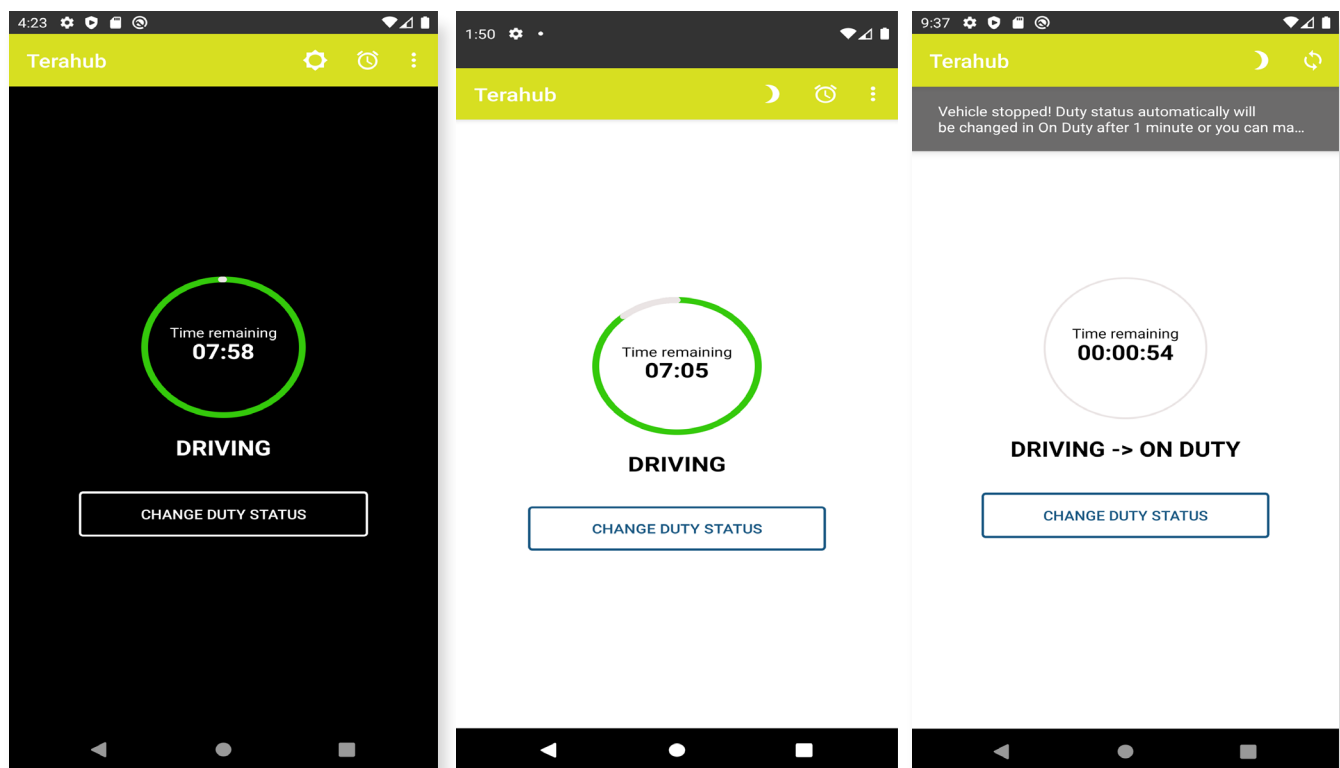 4:23
Terahub
Time remaining
07:58
DRIVING
CHANGE DUTY STATUS
1:50
Terahub
Time remaining
07:05
DRIVING
CHANGE DUTY STATUS
9:37
Terahub
Vehicle stopped! Duty status automatically will
be changed in On Duty after 1 minute or you can ma...
Time remaining
00:00:54
DRIVING -> ON DUTY
CHANGE DUTY STATUS